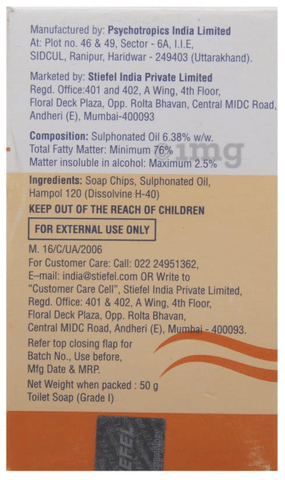 Manufactured by: Psychotropics India Limited
At: Plot no. 46 & 49, Sector - 6A, I.I.E,
SIDCUL, Ranipur, Haridwar - 249403 (Uttarakhand).
Marketed by: Stiefel India Private Limited
Regd. Office:401 and 402, A Wing, 4th Floor,
Floral Deck Plaza, Opp. Rolta Bhavan, Central MIDC Road,
Andheri (E), Mumbai-400093
Composition: Sulphonated Oil 6.38% w/w.
Total Fatty Matter: Minimum 76%
Matter insoluble in alcohol: Maximum 2.5%
1mg
Ingredients: Soap Chips, Sulphonated Oil,
Hampol 120 (Dissolvine H-40)
KEEP OUT OF THE REACH OF CHILDREN
FOR EXTERNAL USE ONLY
M. 16/C/UA/2006
For Customer Care: Call: 022 24951362,
E–mail: india@stiefel.com OR Write to
“Customer Care Cell”, Stiefel India Private Limited,
Regd. Office: 401 & 402, A Wing, 4th Floor,
Floral Deck Plaza, Opp. Rolta Bhavan,
Central MIDC Road, Andheri (E), Mumbai - 400093.
Refer top closing flap for
Batch No., Use before,
Mfg Date & MRP.
Net Weight when packed : 50 g
Toilet Soap (Grade I)